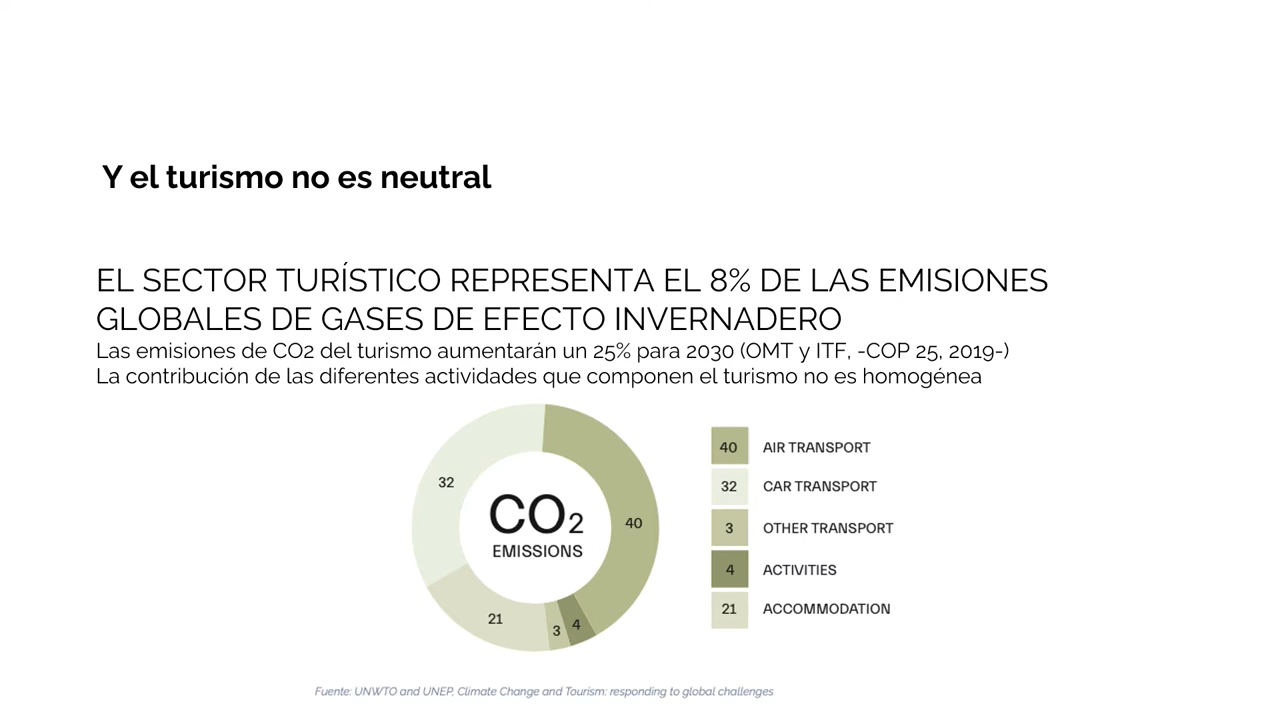 Y el turismo no es neutral
EL SECTOR TURÍSTICO REPRESENTA EL 8% DE LAS EMISIONES
GLOBALES DE GASES DE EFECTO INVERNADERO
Las emisiones de CO2 del turismo aumentarán un 25% para 2030 (OMT y ITF, -COP 25, 2019-)
La contribución de las diferentes actividades que componen el turismo no es homogénea
32
40
21
3
4
CO2
EMISSIONS
40 AIR TRANSPORT
32 CAR TRANSPORT
3 OTHER TRANSPORT
4 ACTIVITIES
21 ACCOMMODATION
Fuente: UNWTO and UNEP, Climate Change and Tourism: responding to global challenges